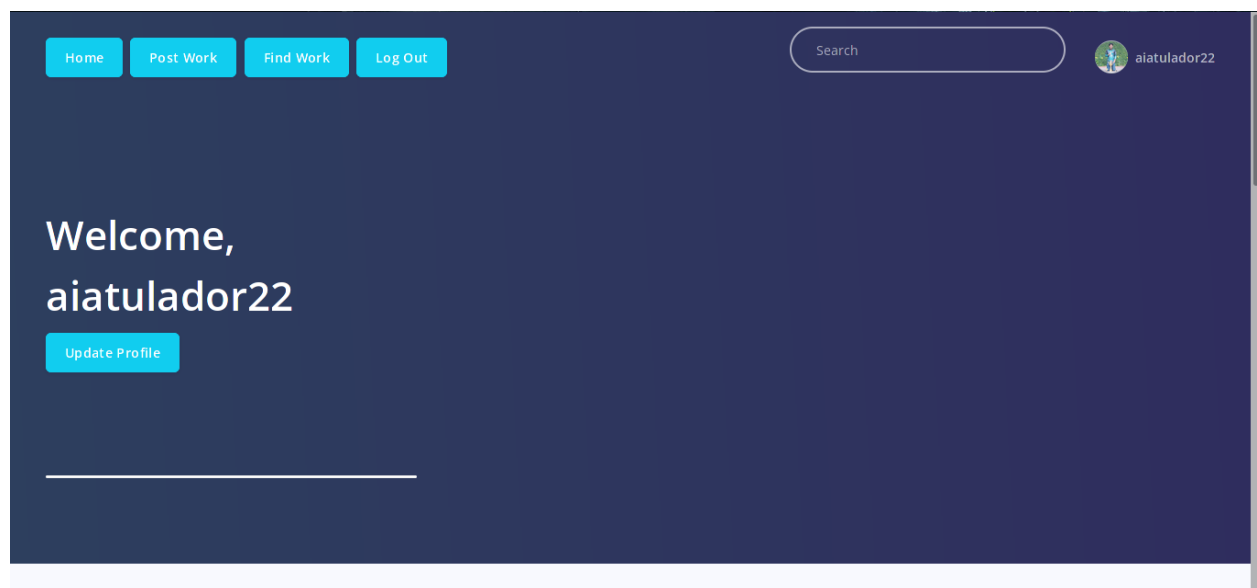 Home Post Work Find Work Log Out Search aiatulador22
Welcome,
aiatulador22
Update Profile